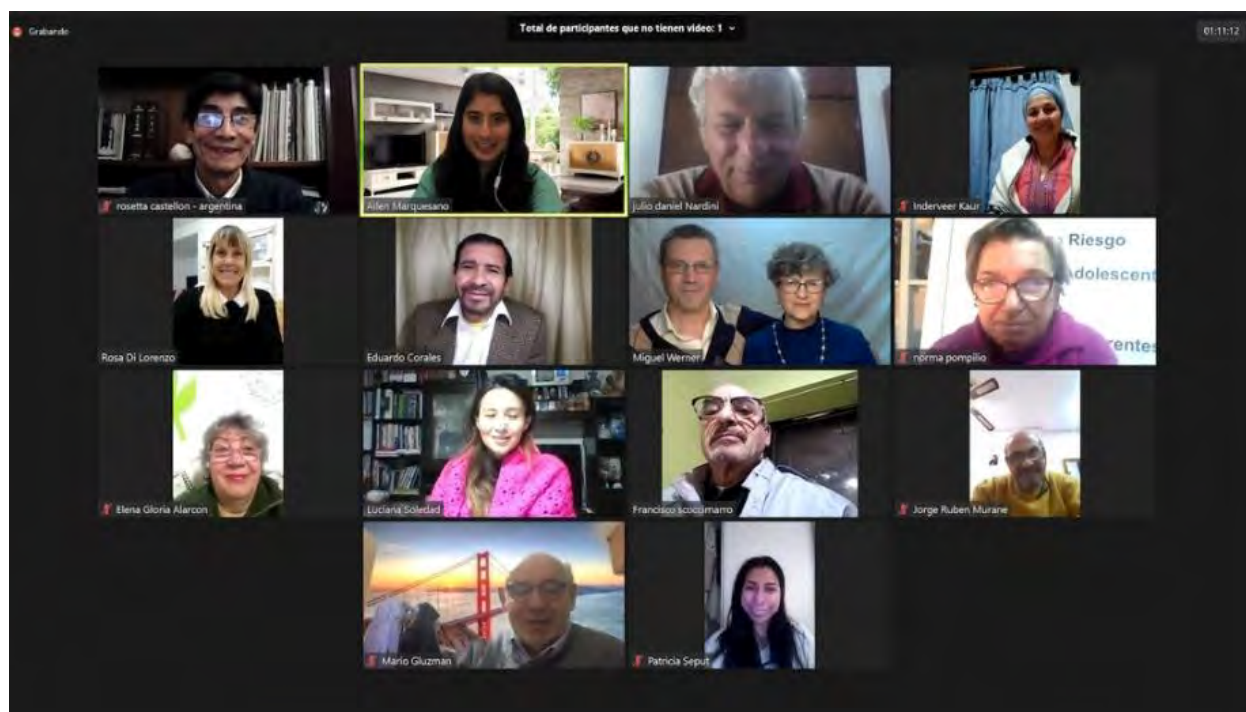 Grabando
Total de participantes que no tienen video: 1
01:11:12
rosetta castellon - argentina
Ailen Marquesano
julio daniel Nardini
Inderveer Kaur
Rosa Di Lorenzo
Eduardo Corales
Miguel Werner
Riesgo
dolescent
rentes
norma pompilio
Elena Gloria Alarcon
Luciana Soledad
Francisco scoccimarro
Jorge Ruben Murane
Mario Gluzman
Patricia Seput